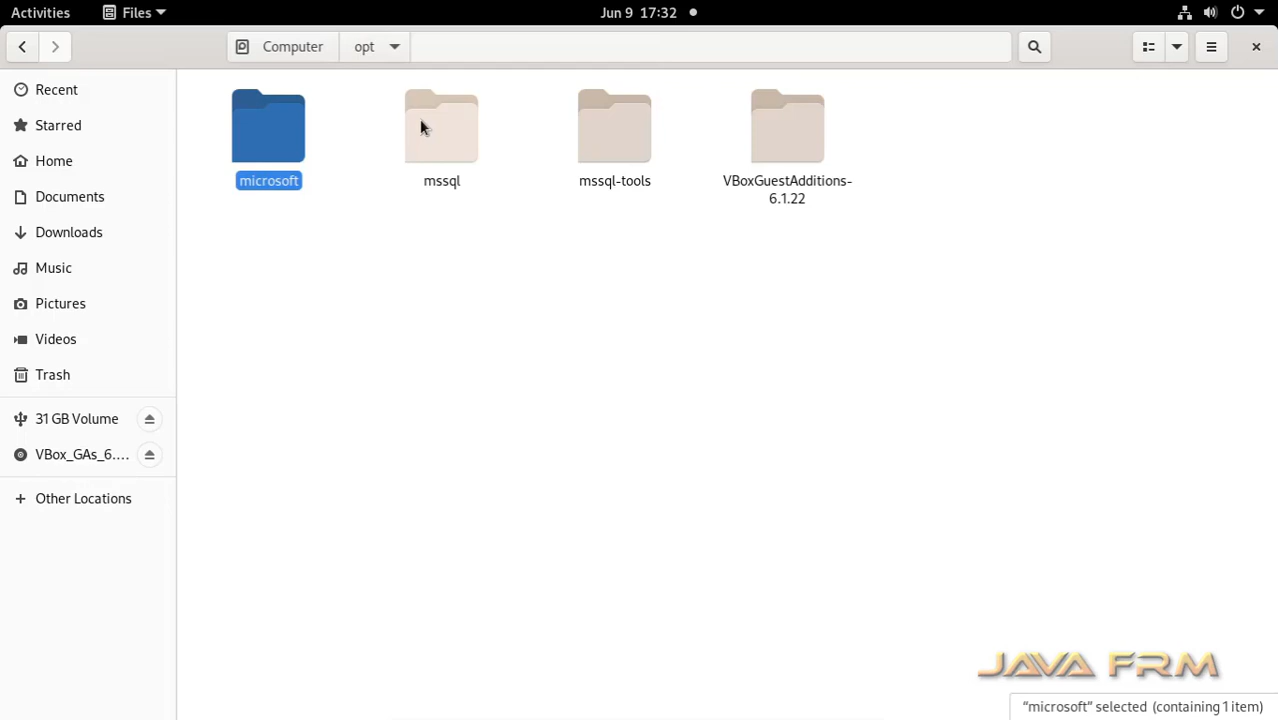 Activities Files Jun 9 17:32
Computer opt
Recent
Starred
Home
Documents
Downloads
Music
Pictures
Videos
Trash
31 GB Volume
VBox_GAs_6....
Other Locations
microsoft mssql mssql-tools VBoxGuestAdditions-
6.1.22
JAVA FRM
"microsoft" selected (containing 1 item)